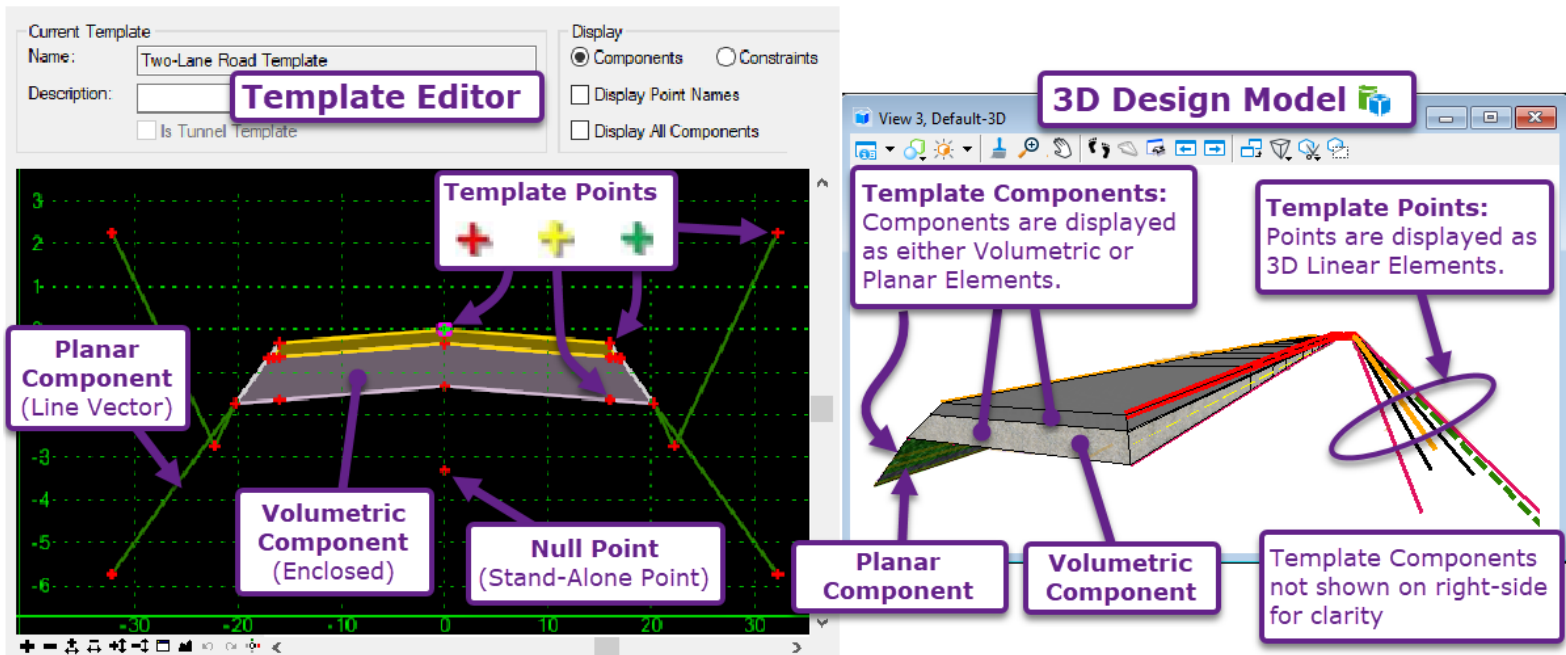 Current Template
Name:
Two-Lane Road Template
Description:
Template Editor
Is Tunnel Template
Display
Components
Constraints
Display Point Names
Display All Components
3
2
1
0
-3
-4
-5
-6
-30
-20
-10
0
10
20
30
Template Points
Planar
Component
(Line Vector)
Volumetric
Component
(Enclosed)
Null Point
(Stand-Alone Point)
3D Design Model
View 3, Default-3D
Template Components:
Components are displayed
as either Volumetric or
Planar Elements.
Template Points:
Points are displayed as
3D Linear Elements.
Planar
Component
Volumetric
Component
Template Components
not shown on right-side
for clarity